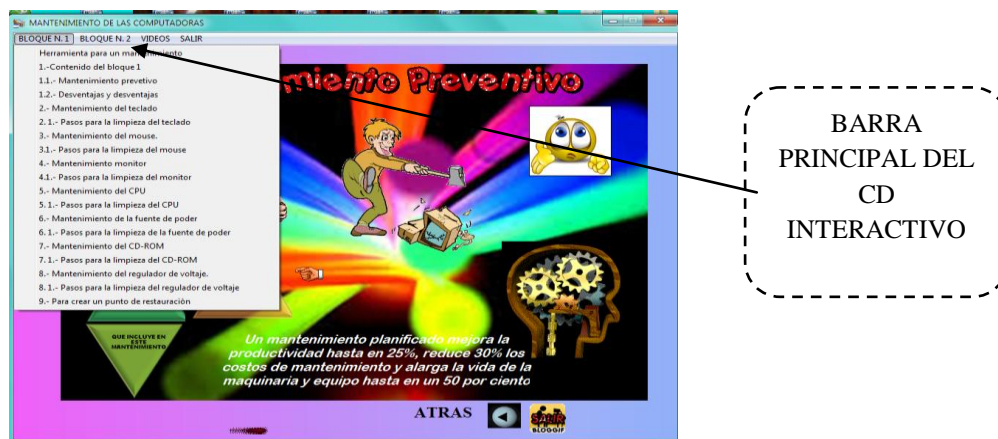 MANTENIMIENTO DE LAS COMPUTADORAS
BLOQUE N. 1 BLOQUE N. 2 VIDEOS SALIR
Herramienta para un mantenimiento
1.-Contenido del bloque 1
1.1.- Mantenimiento prevetivo
1.2.- Desventajas y desventajas
2.- Mantenimiento del teclado
2. 1.- Pasos para la limpieza del teclado
3.- Mantenimiento del mouse.
3.1.- Pasos para la limpieza del mouse
4.- Mantenimiento monitor
4.1.- Pasos para la limpieza del monitor
5.- Mantenimiento del CPU
5. 1.- Pasos para la limpieza del CPU
6.- Mantenimiento de la fuente de poder
6. 1.- Pasos para la limpieza de la fuente de poder
7.- Mantenimiento del CD-ROM
7. 1.- Pasos para la limpieza del CD-ROM
8.- Mantenimiento del regulador de voltaje.
8. 1.- Pasos para la limpieza del regulador de voltaje
9.- Para crear un punto de restauración
miento Preventivo
QUE INCLUYE EN
ESTE
MANTENIMIENTO
Un mantenimiento planificado mejora la
productividad hasta en 25%, reduce 30% los
costos de mantenimiento y alarga la vida de la
maquinaria y equipo hasta en un 50 por ciento
ATRAS
SALIR
BLOGGIF
BARRA
PRINCIPAL DEL
CD
INTERACTIVO